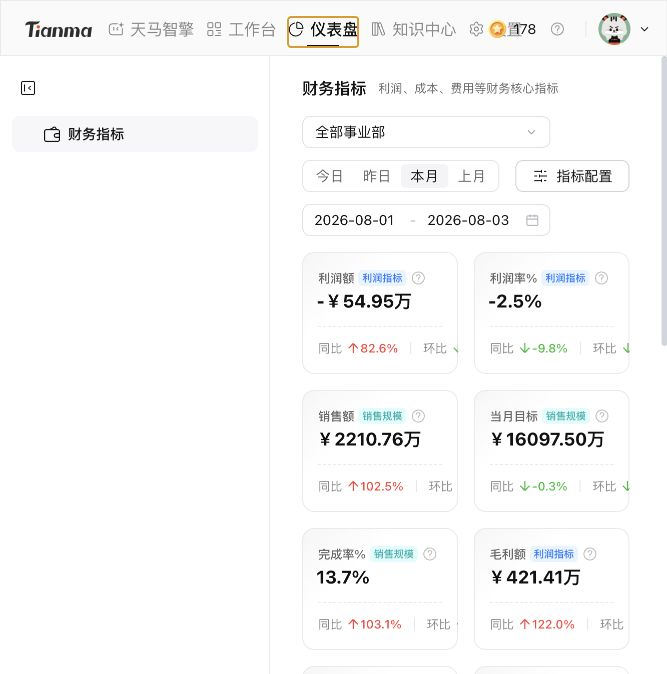 Tianma 天马智擎 工作台 仪表盘 知识中心 置 178
财务指标
财务指标 利润、成本、费用等财务核心指标
全部事业部
今日 昨日 本月 上月 指标配置
2026-08-01 - 2026-08-03
利润额 利润指标 利润率% 利润指标
-¥54.95万 -2.5%
同比 ↑82.6% 环比 同比 ↓-9.8% 环比 ↓
销售额 销售规模 当月目标 销售规模
¥2210.76万 ¥16097.50万
同比 ↑102.5% 环比 同比 ↓-0.3% 环比 ↓
完成率% 销售规模 毛利额 利润指标
13.7% ¥421.41万
同比 ↑103.1% 环比 同比 ↑122.0% 环比